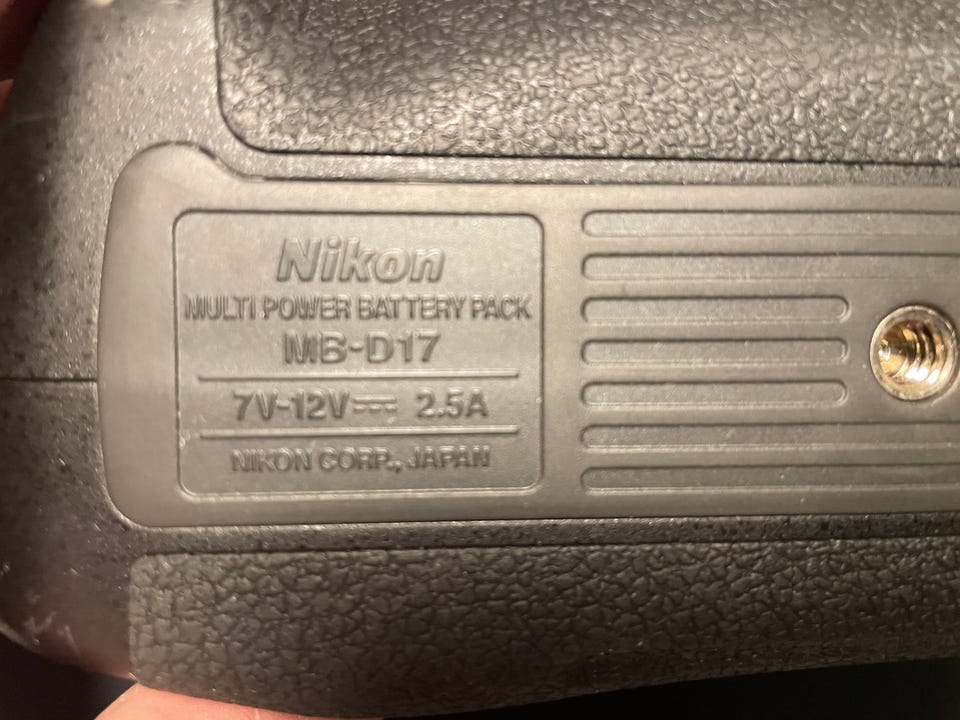 Nikon
MULTI POWER BATTERY PACK
MB-D17
7V-12V⎓ 2.5A
NIKON CORP., JAPAN